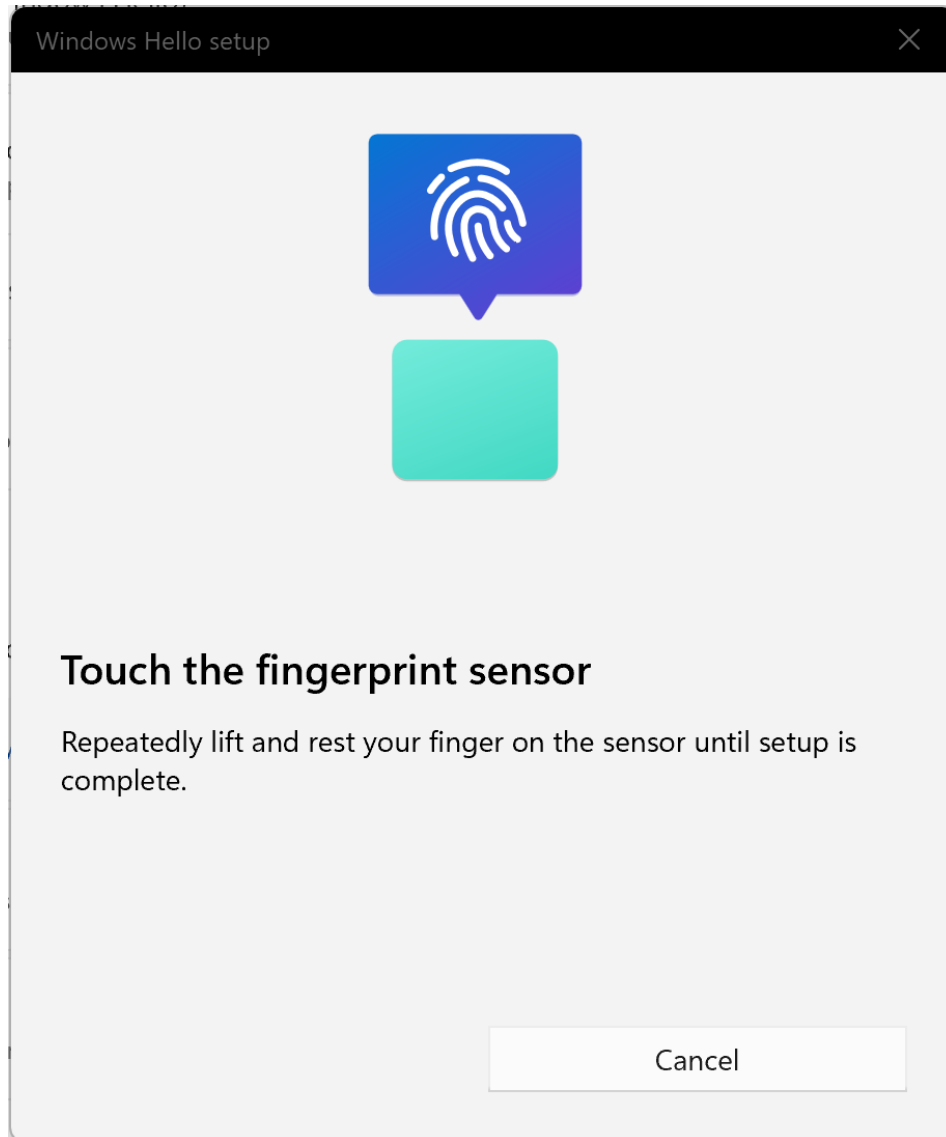 Windows Hello setup
Touch the fingerprint sensor
Repeatedly lift and rest your finger on the sensor until setup is
complete.
Cancel